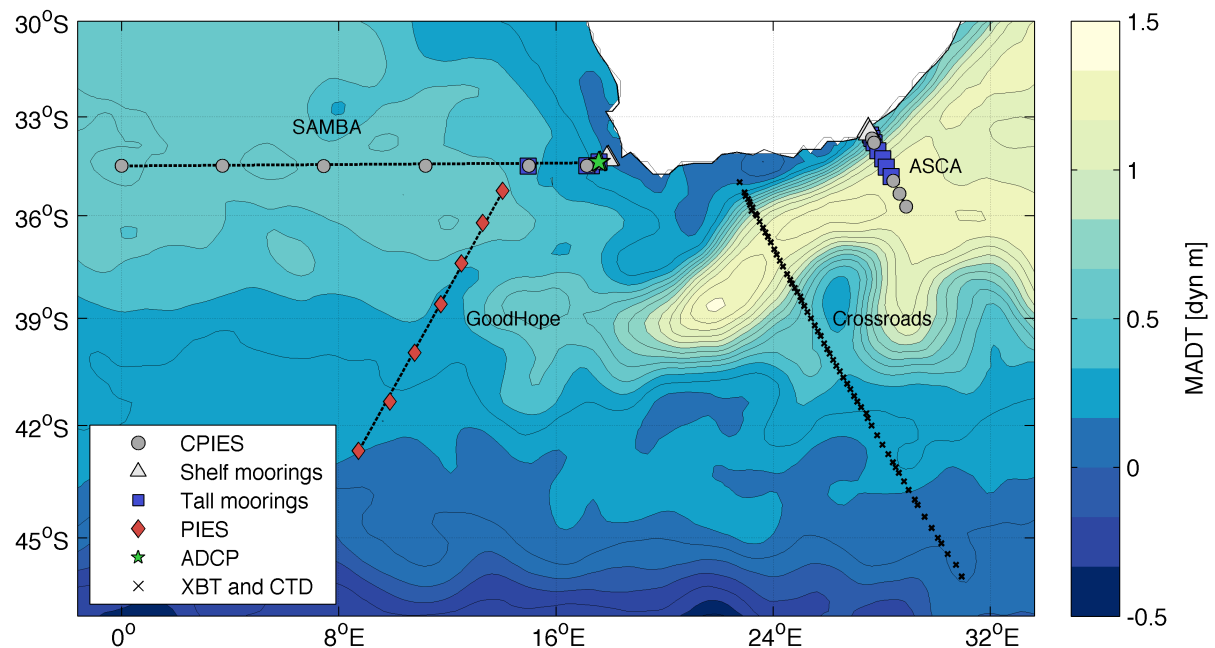 30°S
33°S
36°S
39°S
42°S
45°S
SAMBA
ASCA
GoodHope
Crossroads
CPIES
Shelf moorings
Tall moorings
PIES
ADCP
XBT and CTD
0°
8°E
16°E
24°E
32°E
1.5
1
0.5
0
-0.5
MADT [dyn m]